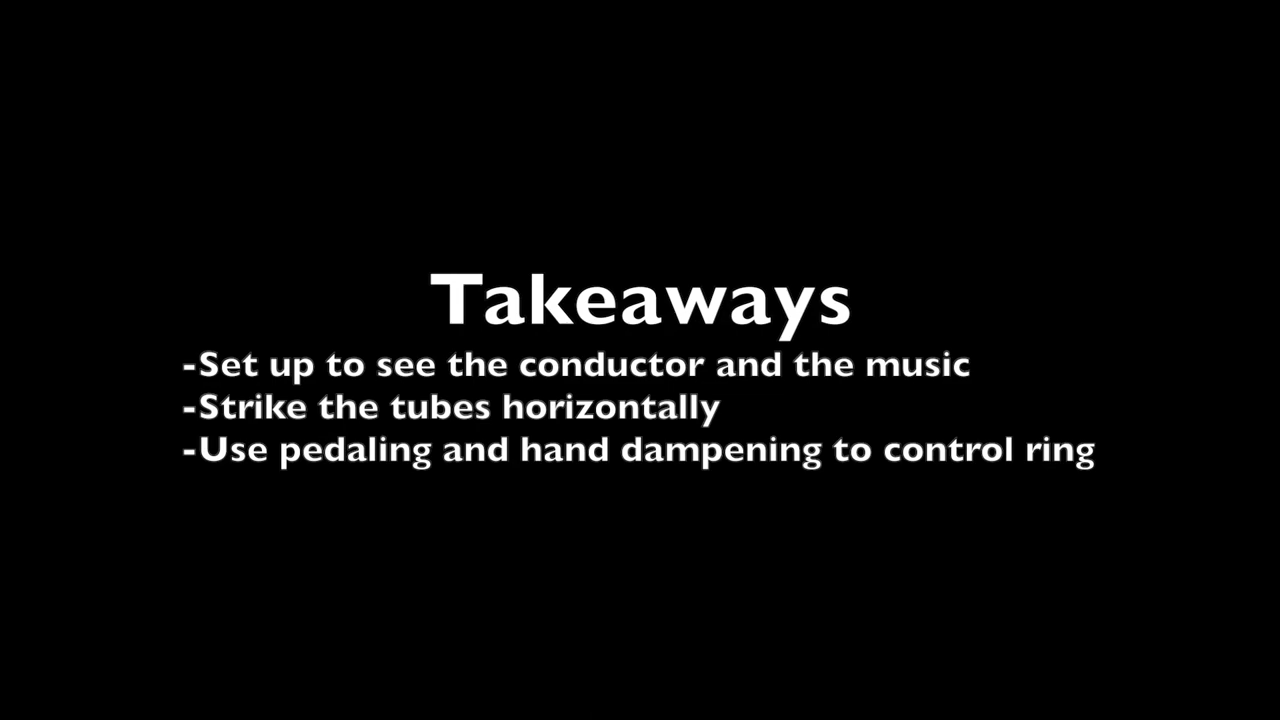 Takeaways
-Set up to see the conductor and the music
-Strike the tubes horizontally
-Use pedaling and hand dampening to control ring